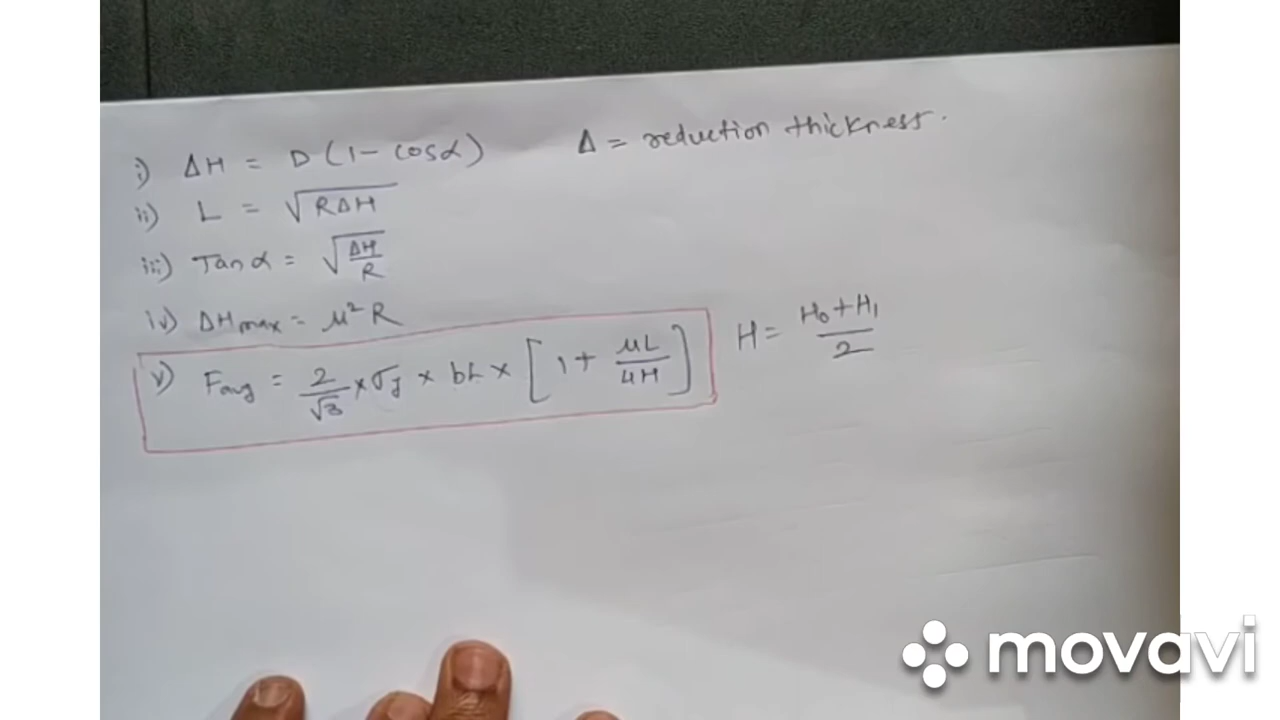 i) ΔH = D(1 - cosα)   Δ = reduction thickness.
ii) L = √(RΔH)
iii) Tanα = √(ΔH/R)
iv) ΔHmax = μ²R
v) Favg = 2/√3 × σy × bL × [1 + μL/4H]   H = (H₀+H₁)/2
movavi